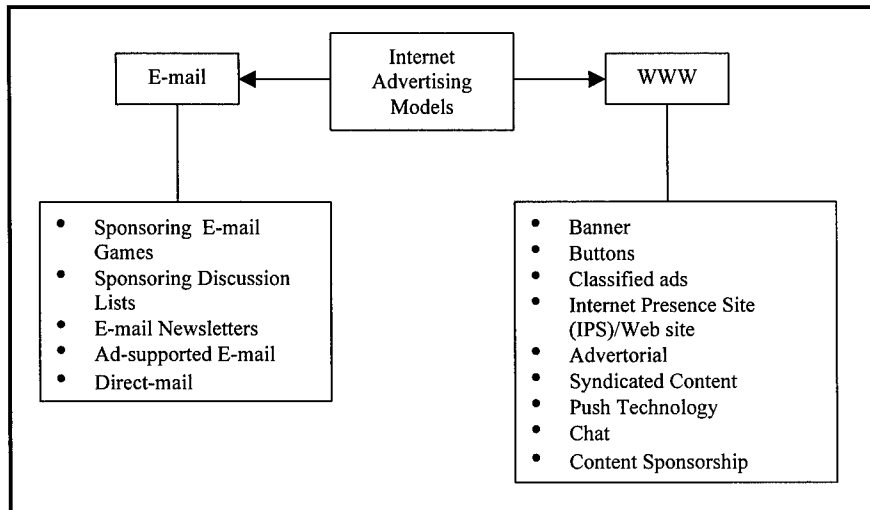 Internet
Advertising
Models
E-mail
WWW
• Sponsoring E-mail
Games
• Sponsoring Discussion
Lists
• E-mail Newsletters
• Ad-supported E-mail
• Direct-mail
• Banner
• Buttons
• Classified ads
• Internet Presence Site
(IPS)/Web site
• Advertorial
• Syndicated Content
• Push Technology
• Chat
• Content Sponsorship